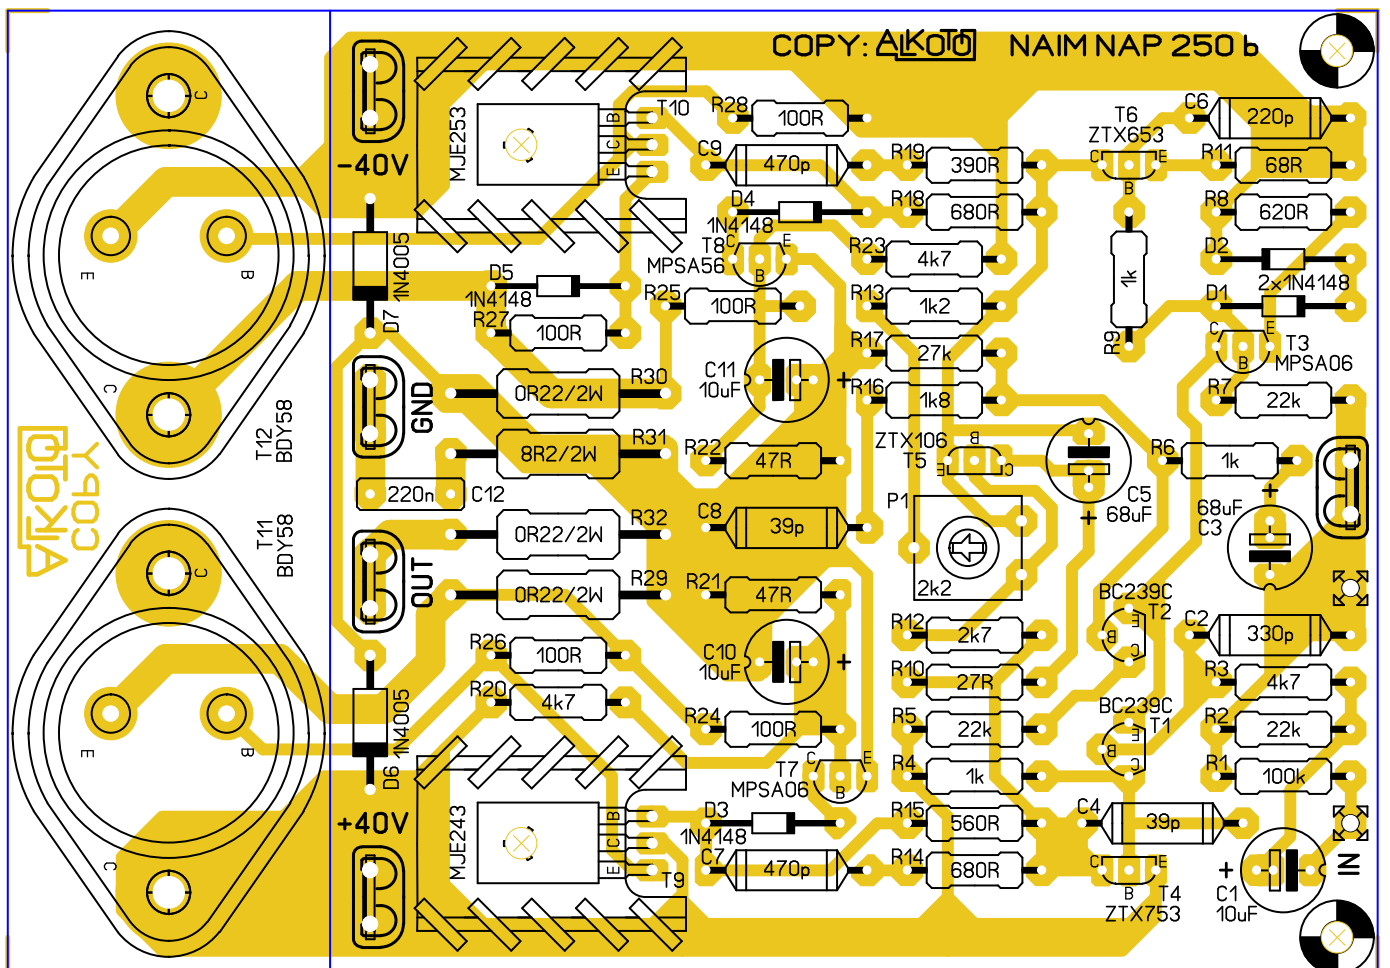 COPY: ALKOTO NAIM NAP 250 b
C
E
B
C
-40V
MJE253
B
C
E
T10
R28
100R
C9
470p
D4
1N4148
R19
390R
R18
680R
T6
ZTX653
C
E
B
C6
220p
R11
68R
R8
620R
D2
2x1N4148
D1
1k
R9
T8
MPSA56
C
E
B
R23
4k7
R13
1k2
R17
27k
R16
1k8
1N4005
D7
D5
1N4148
R27
100R
R25
100R
C
E
B
T3
MPSA06
R7
22k
C11
10uF
+
GND
0R22/2W
R30
8R2/2W
R31
220n
C12
R22
47R
C8
39p
ZTX106
T5
B
E
C
C5
68uF
+
R6
1k
68uF
C3
+
T12
BDY58
ALKOTO
COPY
T11
BDY58
C
E
B
C
OUT
0R22/2W
R32
0R22/2W
R29
R21
47R
P1
2k2
BC239C
T2
E
B
C
C2
330p
R12
2k7
R10
27R
R5
22k
R4
1k
R15
560R
R14
680R
R26
100R
R20
4k7
C10
10uF
+
R24
100R
T7
MPSA06
C
E
B
BC239C
T1
E
B
C
R3
4k7
R2
22k
R1
100k
1N4005
D6
+40V
MJE243
B
C
E
T9
D3
1N4148
C7
470p
C4
39p
C
E
B
T4
ZTX753
+
C1
10uF
IN